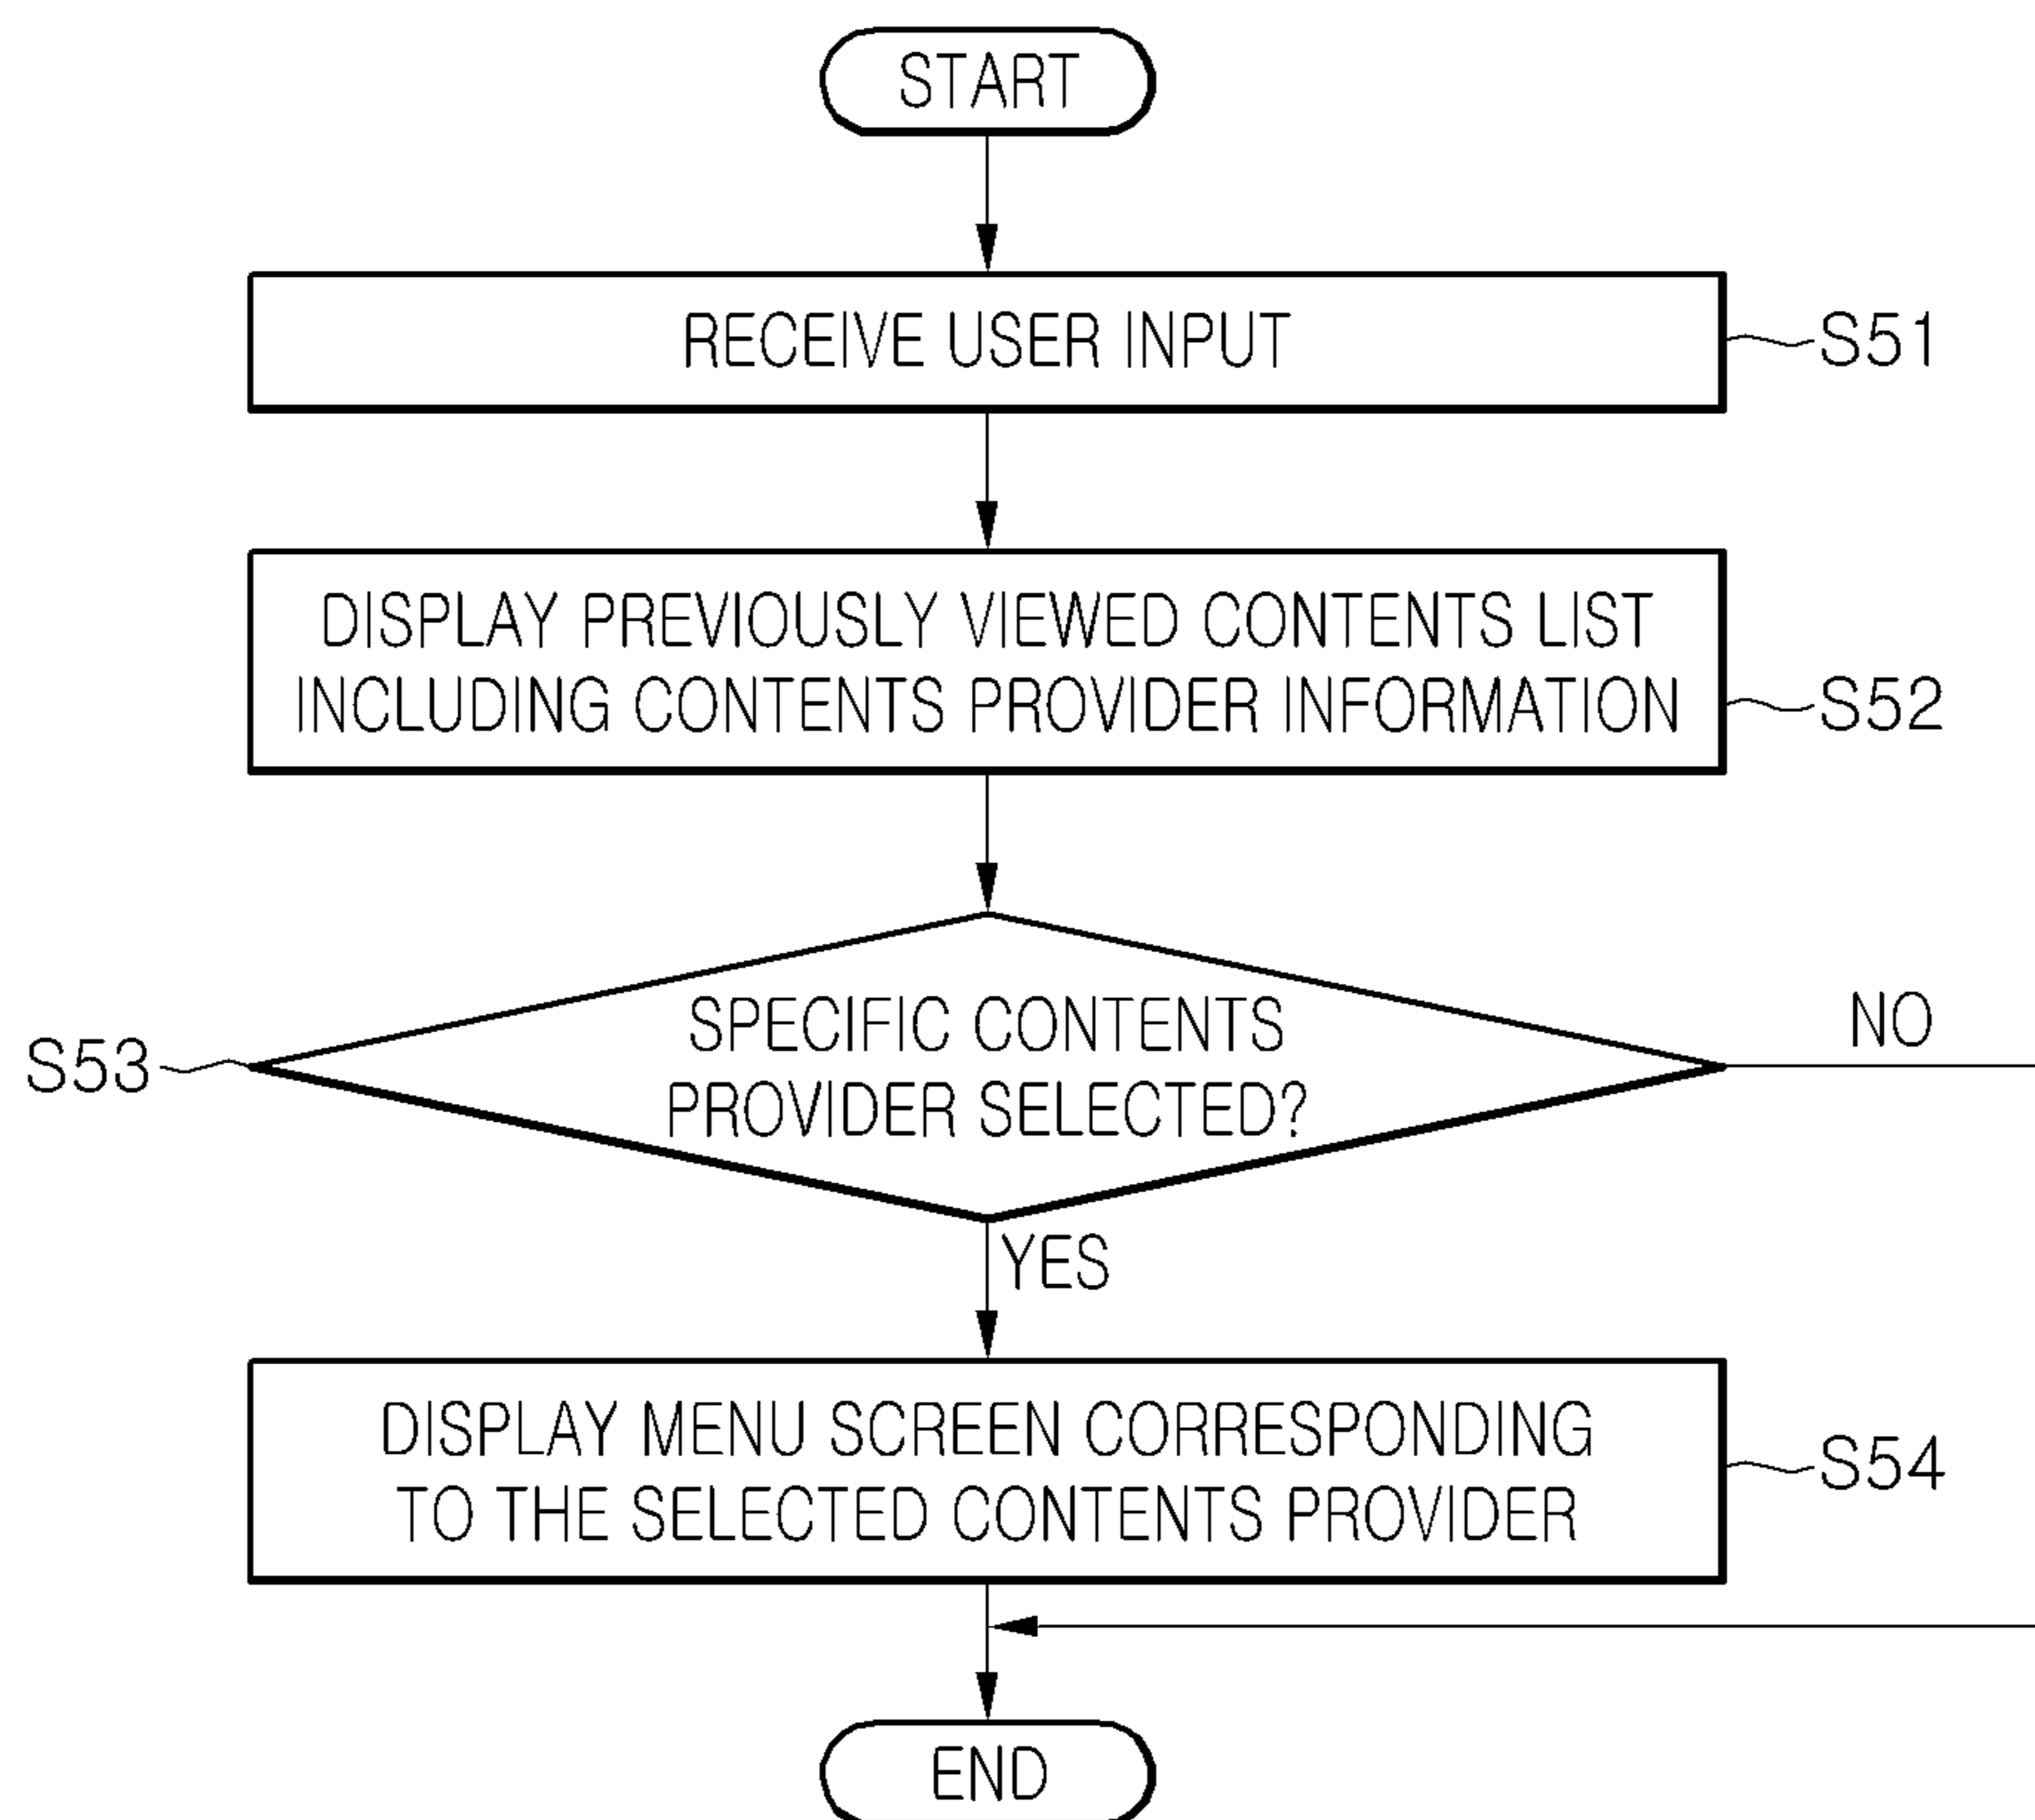 START
RECEIVE USER INPUT
S51
DISPLAY PREVIOUSLY VIEWED CONTENTS LIST
INCLUDING CONTENTS PROVIDER INFORMATION
S52
SPECIFIC CONTENTS
PROVIDER SELECTED?
S53
NO
YES
DISPLAY MENU SCREEN CORRESPONDING
TO THE SELECTED CONTENTS PROVIDER
S54
END